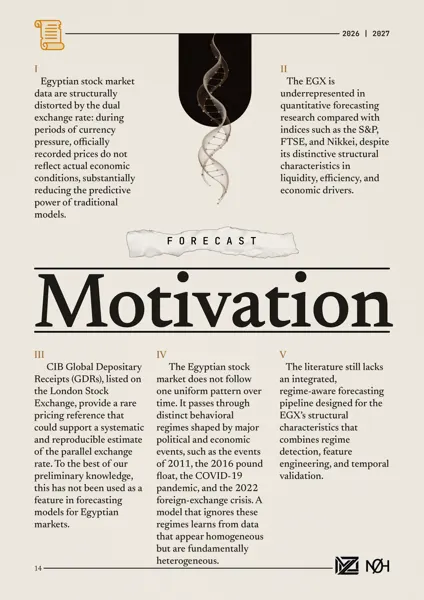 2026 | 2027
I
Egyptian stock market
data are structurally
distorted by the dual
exchange rate: during
periods of currency
pressure, officially
recorded prices do not
reflect actual economic
conditions, substantially
reducing the predictive
power of traditional
models.
II
The EGX is
underrepresented in
quantitative forecasting
research compared with
indices such as the S&P,
FTSE, and Nikkei, despite
its distinctive structural
characteristics in
liquidity, efficiency, and
economic drivers.
FORECAST
Motivation
III
CIB Global Depositary
Receipts (GDRs), listed on
the London Stock
Exchange, provide a rare
pricing reference that
could support a systematic
and reproducible estimate
of the parallel exchange
rate. To the best of our
preliminary knowledge,
this has not been used as a
feature in forecasting
models for Egyptian
markets.
IV
The Egyptian stock
market does not follow
one uniform pattern over
time. It passes through
distinct behavioral
regimes shaped by major
political and economic
events, such as the events
of 2011, the 2016 pound
float, the COVID-19
pandemic, and the 2022
foreign-exchange crisis. A
model that ignores these
regimes learns from data
that appear homogeneous
but are fundamentally
heterogeneous.
V
The literature still lacks
an integrated,
regime-aware forecasting
pipeline designed for the
EGX's structural
characteristics that
combines regime
detection, feature
engineering, and temporal
validation.
14
NØH